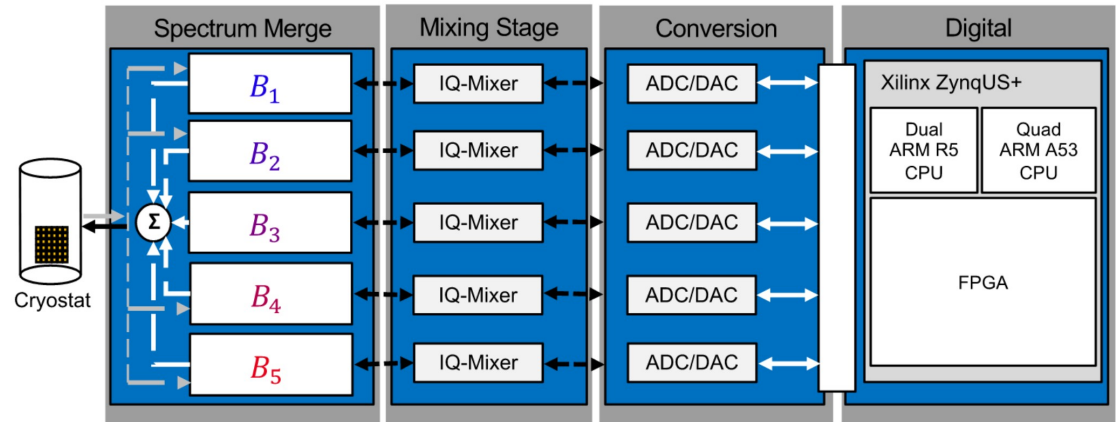 Spectrum Merge
Mixing Stage
Conversion
Digital
B₁
IQ-Mixer
ADC/DAC
B₂
IQ-Mixer
ADC/DAC
B₃
IQ-Mixer
ADC/DAC
B₄
IQ-Mixer
ADC/DAC
B₅
IQ-Mixer
ADC/DAC
Σ
Cryostat
Xilinx ZynqUS+
Dual
ARM R5
CPU
Quad
ARM A53
CPU
FPGA